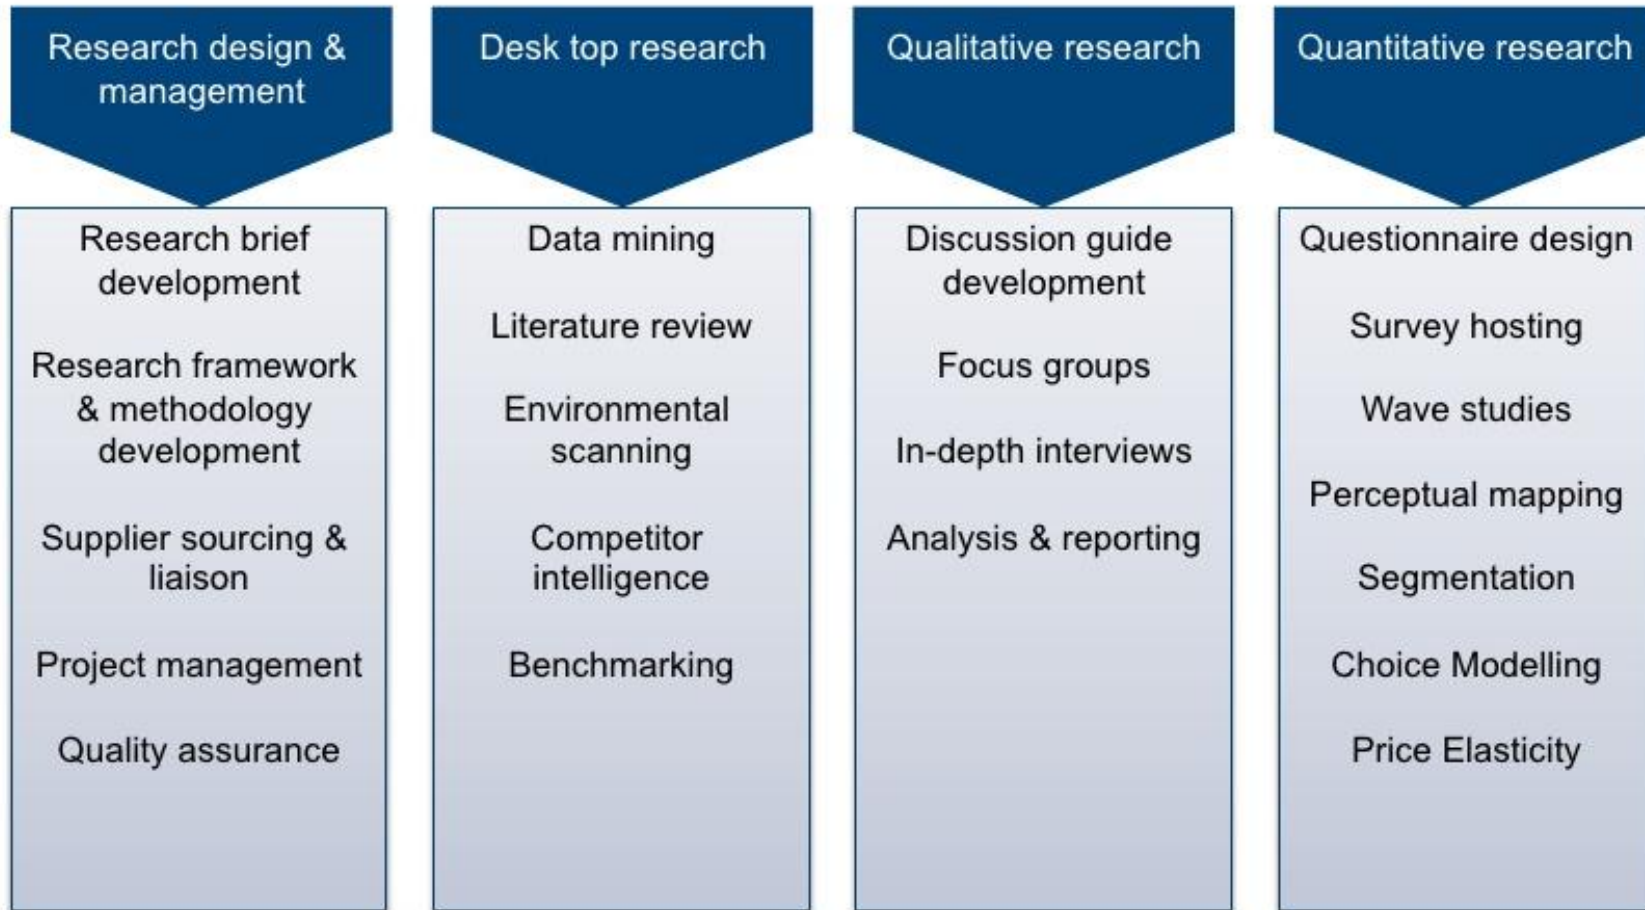 Research design &
management
Desk top research
Qualitative research
Quantitative research
Research brief
development
Research framework
& methodology
development
Supplier sourcing &
liaison
Project management
Quality assurance
Data mining
Literature review
Environmental
scanning
Competitor
intelligence
Benchmarking
Discussion guide
development
Focus groups
In-depth interviews
Analysis & reporting
Questionnaire design
Survey hosting
Wave studies
Perceptual mapping
Segmentation
Choice Modelling
Price Elasticity